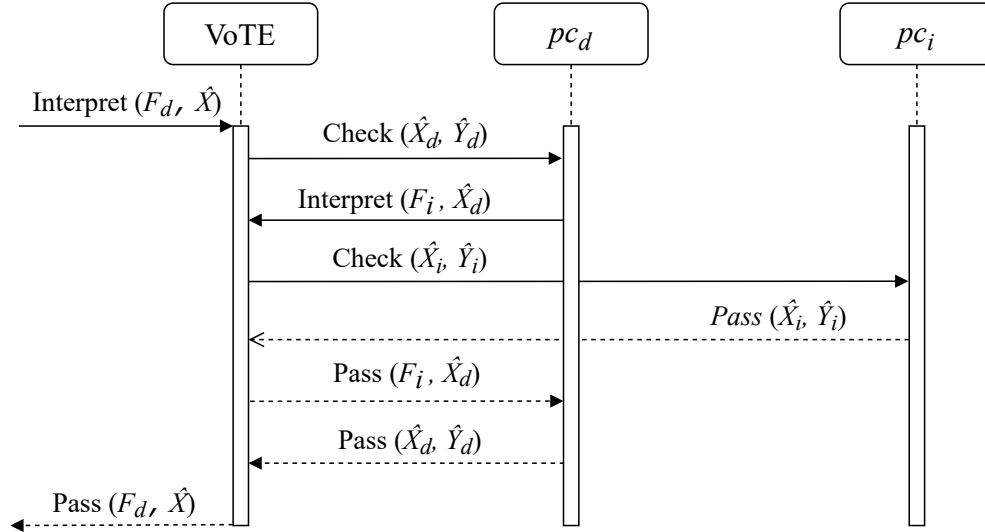 VoTE
pc_d
pc_i
Interpret (F_d, X̂)
Check (X̂_d, Ŷ_d)
Interpret (F_i, X̂_d)
Check (X̂_i, Ŷ_i)
Pass (X̂_i, Ŷ_i)
Pass (F_i, X̂_d)
Pass (X̂_d, Ŷ_d)
Pass (F_d, X̂)